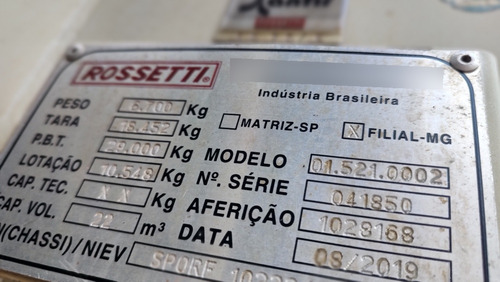 ROSSETTI
Indústria Brasileira
MATRIZ-SP X FILIAL-MG
PESO 6.700 Kg
TARA 18.452 Kg
P.B.T. 29.000 Kg
LOTAÇÃO 10.548 Kg
CAP. TEC. X X Kg
CAP. VOL. 22 m³
MODELO 01.521.0002
Nº. SÉRIE 041850
AFERIÇÃO 1028168
DATA 08/2019
(CHASSI)/NIEV